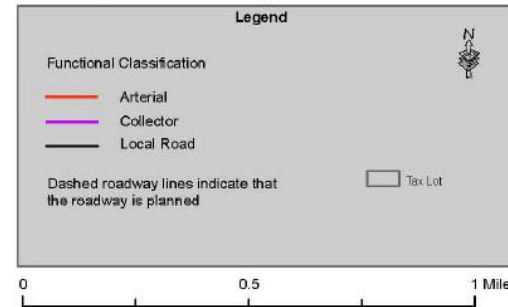 Legend
N
Functional Classification
Arterial
Collector
Local Road
Dashed roadway lines indicate that
the roadway is planned
Tax Lot
0 0.5 1 Mile